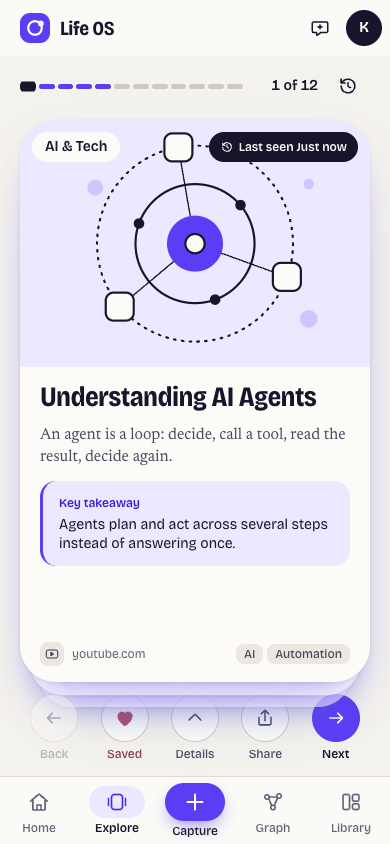 Life OS
K
1 of 12
AI & Tech
Last seen Just now
Understanding AI Agents
An agent is a loop: decide, call a tool, read the
result, decide again.
Key takeaway
Agents plan and act across several steps
instead of answering once.
youtube.com
AI
Automation
Back
Saved
Details
Share
Next
Home
Explore
Capture
Graph
Library